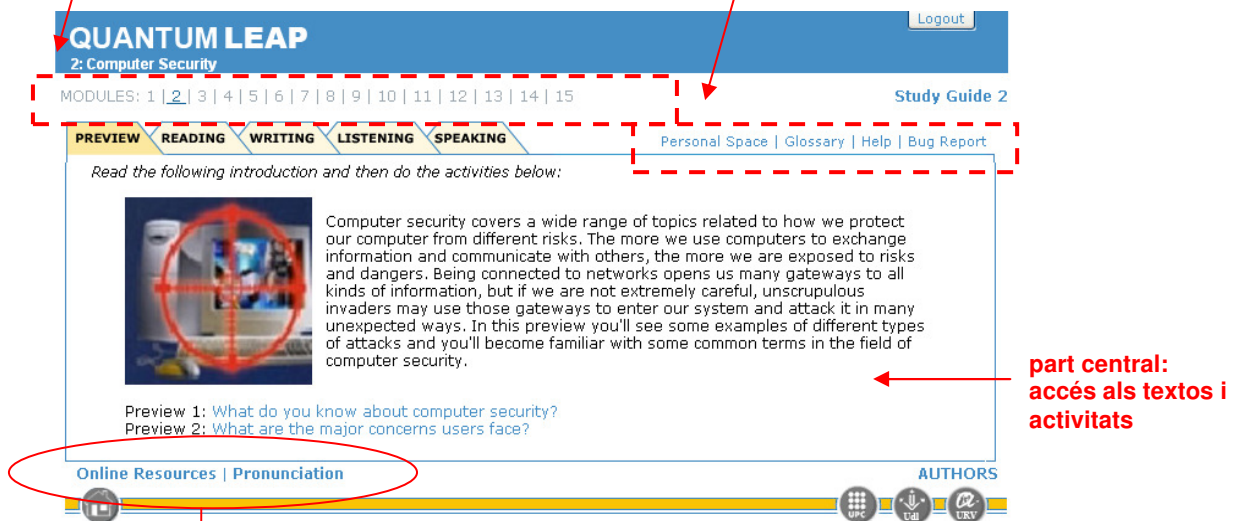 Logout
QUANTUM LEAP
2: Computer Security
MODULES: 1 | 2 | 3 | 4 | 5 | 6 | 7 | 8 | 9 | 10 | 11 | 12 | 13 | 14 | 15
Study Guide 2
PREVIEW READING WRITING LISTENING SPEAKING
Personal Space | Glossary | Help | Bug Report
Read the following introduction and then do the activities below:
Computer security covers a wide range of topics related to how we protect
our computer from different risks. The more we use computers to exchange
information and communicate with others, the more we are exposed to risks
and dangers. Being connected to networks opens us many gateways to all
kinds of information, but if we are not extremely careful, unscrupulous
invaders may use those gateways to enter our system and attack it in many
unexpected ways. In this preview you'll see some examples of different types
of attacks and you'll become familiar with some common terms in the field of
computer security.
part central:
accés als textos i
activitats
Preview 1: What do you know about computer security?
Preview 2: What are the major concerns users face?
Online Resources | Pronunciation
AUTHORS
UPC
UdL
URV